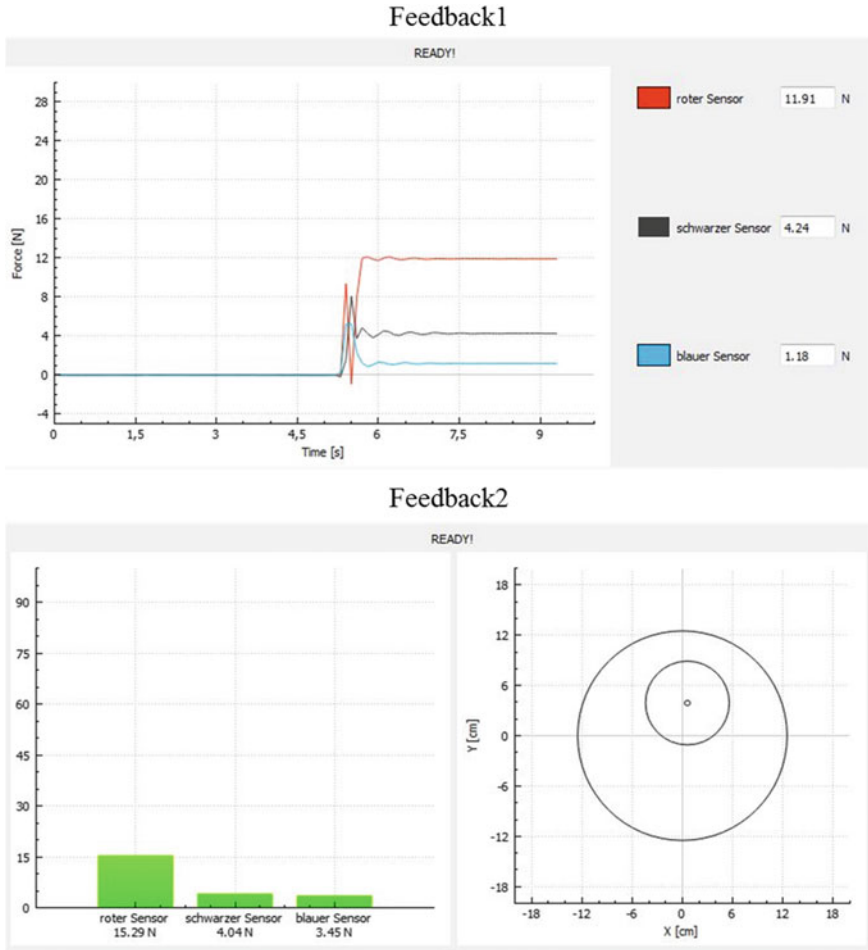 Feedback1
READY!
28
24
20
16
12
8
4
0
-4
Force [N]
0 1,5 3 4,5 6 7,5 9
Time [s]
roter Sensor 11.91 N
schwarzer Sensor 4.24 N
blauer Sensor 1.18 N
Feedback2
READY!
90
75
60
45
30
15
0
roter Sensor schwarzer Sensor blauer Sensor
15.29 N 4.04 N 3.45 N
18
12
6
0
-6
-12
-18
Y [cm]
-18 -12 -6 0 6 12 18
X [cm]